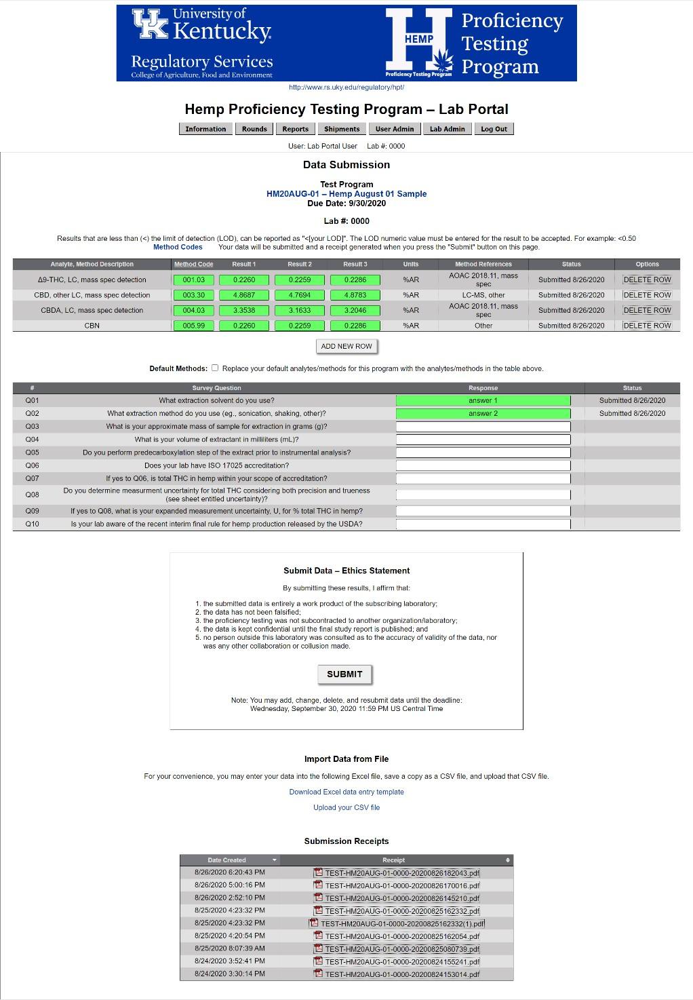 University of
Kentucky
Regulatory Services
College of Agriculture, Food and Environment
HEMP
Proficiency Testing Program
Proficiency
Testing
Program
http://www.rs.uky.edu/regulatory/hpt/
Hemp Proficiency Testing Program – Lab Portal
Information Rounds Reports Shipments User Admin Lab Admin Log Out
User: Lab Portal User Lab #: 0000
Data Submission
Test Program
HM20AUG-01 – Hemp August 01 Sample
Due Date: 9/30/2020
Lab #: 0000
Results that are less than (<) the limit of detection (LOD), can be reported as "<[your LOD]". The LOD numeric value must be entered for the result to be accepted. For example: <0.50
Method Codes Your data will be submitted and a receipt generated when you press the "Submit" button on this page.
Analyte, Method Description Method Code Result 1 Result 2 Result 3 Units Method References Status Options
Δ9-THC, LC, mass spec detection 001.03 0.2260 0.2259 0.2286 %AR AOAC 2018.11, mass spec Submitted 8/26/2020 DELETE ROW
CBD, other LC, mass spec detection 003.30 4.8687 4.7694 4.8783 %AR LC-MS, other Submitted 8/26/2020 DELETE ROW
CBDA, LC, mass spec detection 004.03 3.3538 3.1633 3.2046 %AR AOAC 2018.11, mass spec Submitted 8/26/2020 DELETE ROW
CBN 005.99 0.2260 0.2259 0.2286 %AR Other Submitted 8/26/2020 DELETE ROW
ADD NEW ROW
Default Methods: Replace your default analytes/methods for this program with the analytes/methods in the table above.
# Survey Question Response Status
Q01 What extraction solvent do you use? answer 1 Submitted 8/26/2020
Q02 What extraction method do you use (eg., sonication, shaking, other)? answer 2 Submitted 8/26/2020
Q03 What is your approximate mass of sample for extraction in grams (g)?
Q04 What is your volume of extractant in milliliters (mL)?
Q05 Do you perform predecarboxylation step of the extract prior to instrumental analysis?
Q06 Does your lab have ISO 17025 accreditation?
Q07 If yes to Q06, is total THC in hemp within your scope of accreditation?
Q08 Do you determine measurment uncertainty for total THC considering both precision and trueness
(see sheet entitled uncertainty)?
Q09 If yes to Q08, what is your expanded measurement uncertainty, U, for % total THC in hemp?
Q10 Is your lab aware of the recent interim final rule for hemp production released by the USDA?
Submit Data – Ethics Statement
By submitting these results, I affirm that:
1. the submitted data is entirely a work product of the subscribing laboratory;
2. the data has not been falsified;
3. the proficiency testing was not subcontracted to another organization/laboratory;
4. the data is kept confidential until the final study report is published; and
5. no person outside this laboratory was consulted as to the accuracy of validity of the data, nor
was any other collaboration or collusion made.
SUBMIT
Note: You may add, change, delete, and resubmit data until the deadline:
Wednesday, September 30, 2020 11:59 PM US Central Time
Import Data from File
For your convenience, you may enter your data into the following Excel file, save a copy as a CSV file, and upload that CSV file.
Download Excel data entry template
Upload your CSV file
Submission Receipts
Date Created Receipt
8/26/2020 6:20:43 PM TEST-HM20AUG-01-0000-20200826182043.pdf
8/26/2020 5:00:16 PM TEST-HM20AUG-01-0000-20200826170016.pdf
8/26/2020 2:52:10 PM TEST-HM20AUG-01-0000-20200826145210.pdf
8/25/2020 4:23:32 PM TEST-HM20AUG-01-0000-20200825162332.pdf
8/25/2020 4:23:32 PM TEST-HM20AUG-01-0000-20200825162332(1).pdf
8/25/2020 4:20:54 PM TEST-HM20AUG-01-0000-20200825162054.pdf
8/25/2020 8:07:39 AM TEST-HM20AUG-01-0000-20200825080739.pdf
8/24/2020 3:52:41 PM TEST-HM20AUG-01-0000-20200824155241.pdf
8/24/2020 3:30:14 PM TEST-HM20AUG-01-0000-20200824153014.pdf